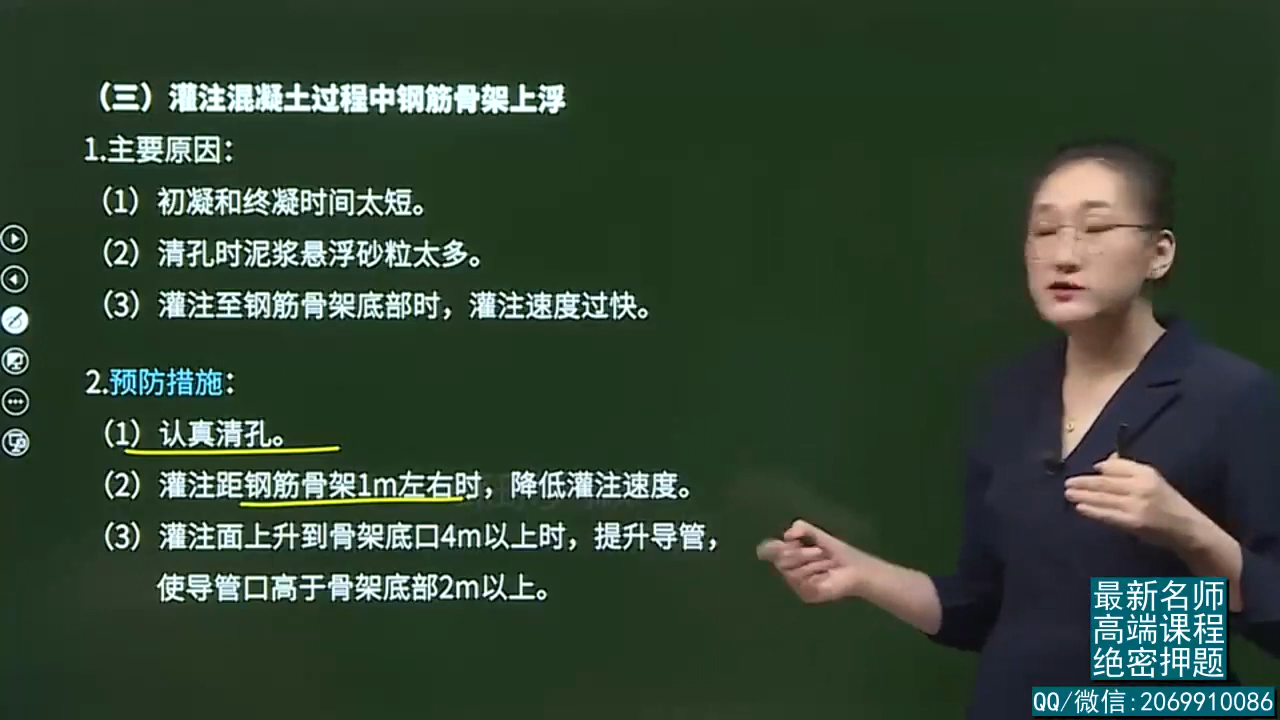 （三）灌注混凝土过程中钢筋骨架上浮
1.主要原因：
（1）初凝和终凝时间太短。
（2）清孔时泥浆悬浮砂粒太多。
（3）灌注至钢筋骨架底部时，灌注速度过快。
2.预防措施：
（1）认真清孔。
（2）灌注距钢筋骨架1m左右时，降低灌注速度。
（3）灌注面上升到骨架底口4m以上时，提升导管，
使导管口高于骨架底部2m以上。
最新名师
高端课程
绝密押题
QQ/微信:2069910086